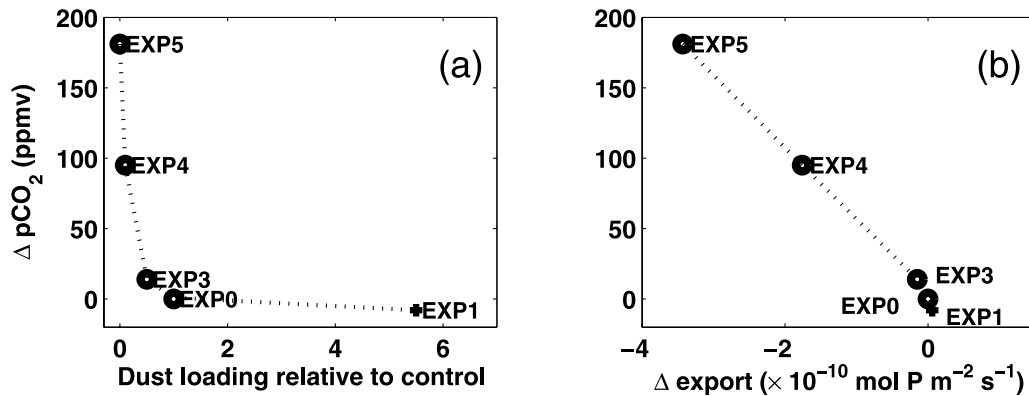 200
150
100
50
0
Δ pCO₂ (ppmv)
(a)
EXP5
EXP4
EXP3
EXP0
EXP1
0 2 4 6
Dust loading relative to control
200
150
100
50
0
(b)
EXP5
EXP4
EXP3
EXP0
EXP1
−4 −2 0
Δ export (× 10⁻¹⁰ mol P m⁻² s⁻¹)